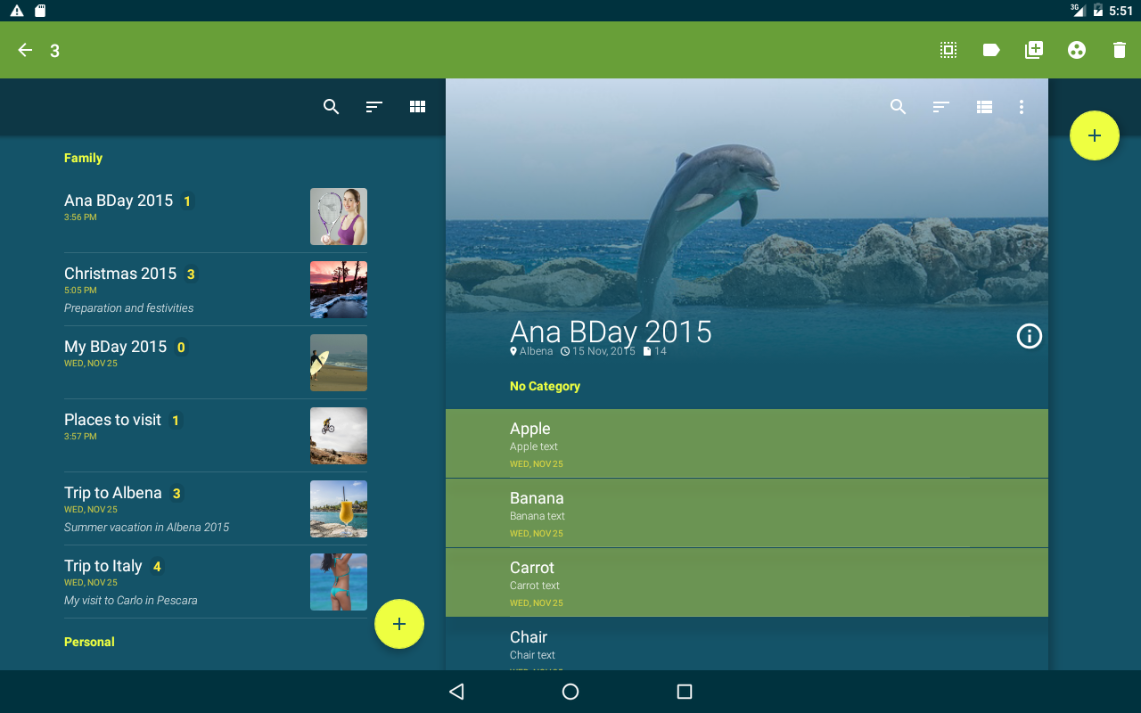 3G 5:51
3
Family
Ana BDay 2015 1
3:56 PM
Christmas 2015 3
5:05 PM
Preparation and festivities
My BDay 2015 0
WED, NOV 25
Places to visit 1
3:57 PM
Trip to Albena 3
WED, NOV 25
Summer vacation in Albena 2015
Trip to Italy 4
WED, NOV 25
My visit to Carlo in Pescara
Personal
Ana BDay 2015
Albena 15 Nov, 2015 14
No Category
Apple
Apple text
WED, NOV 25
Banana
Banana text
WED, NOV 25
Carrot
Carrot text
WED, NOV 25
Chair
Chair text